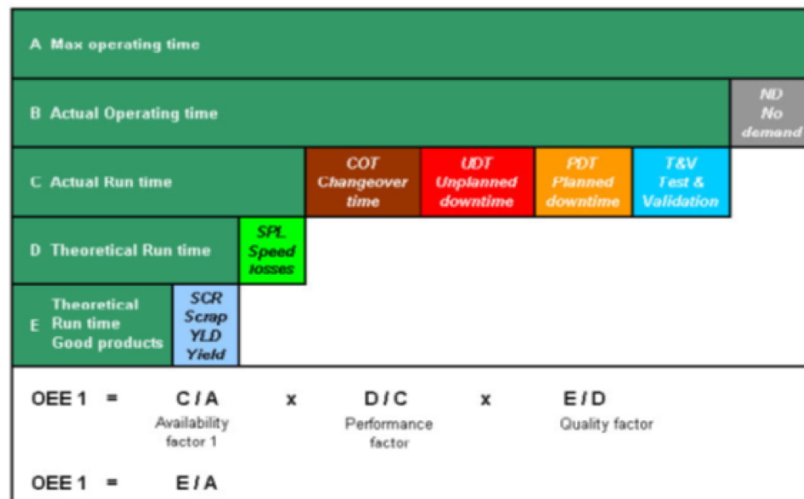 A Max operating time
B Actual Operating time
ND
No
demand
C Actual Run time
COT
Changeover
time
UDT
Unplanned
downtime
PDT
Planned
downtime
T&V
Test &
Validation
D Theoretical Run time
SPL
Speed
losses
E Theoretical
Run time
Good products
SCR
Scrap
YLD
Yield
OEE 1 = C / A x D / C x E / D
Availability
factor 1
Performance
factor
Quality factor
OEE 1 = E / A